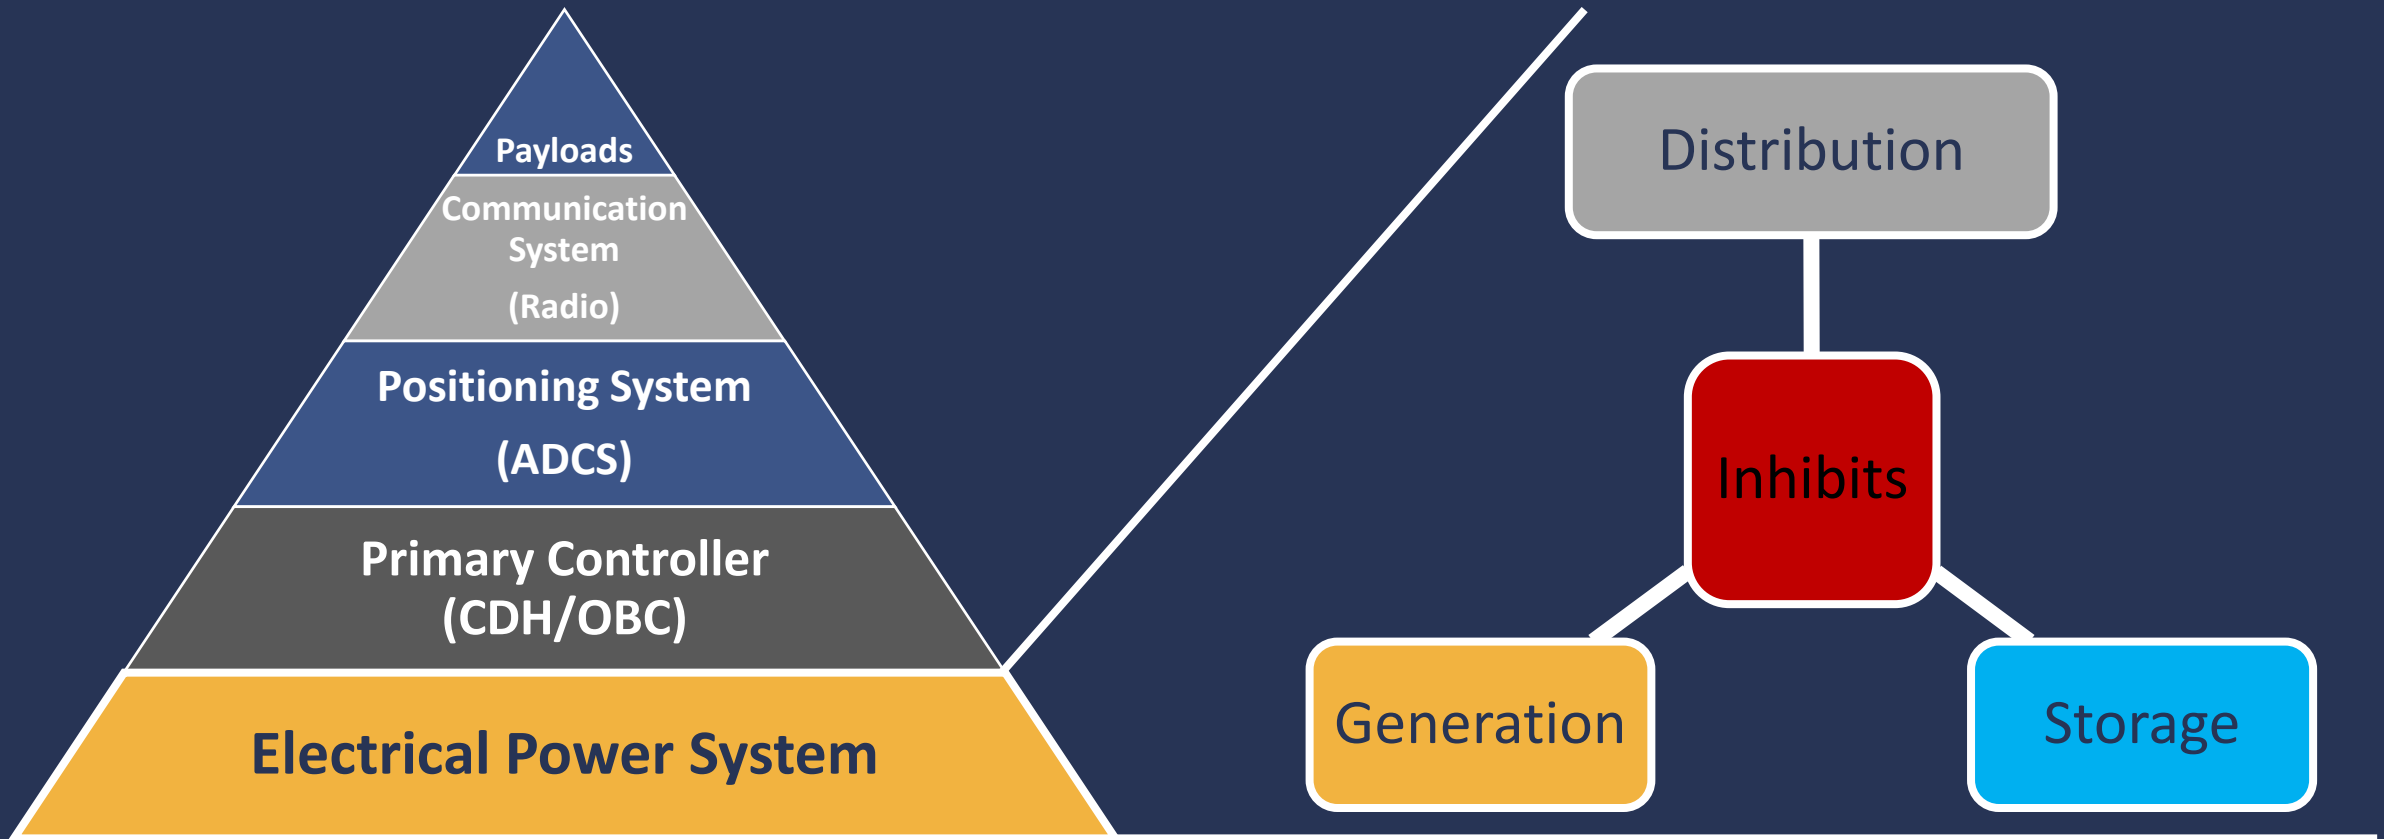 Payloads
Communication
System
(Radio)
Positioning System
(ADCS)
Primary Controller
(CDH/OBC)
Electrical Power System
Distribution
Inhibits
Generation
Storage